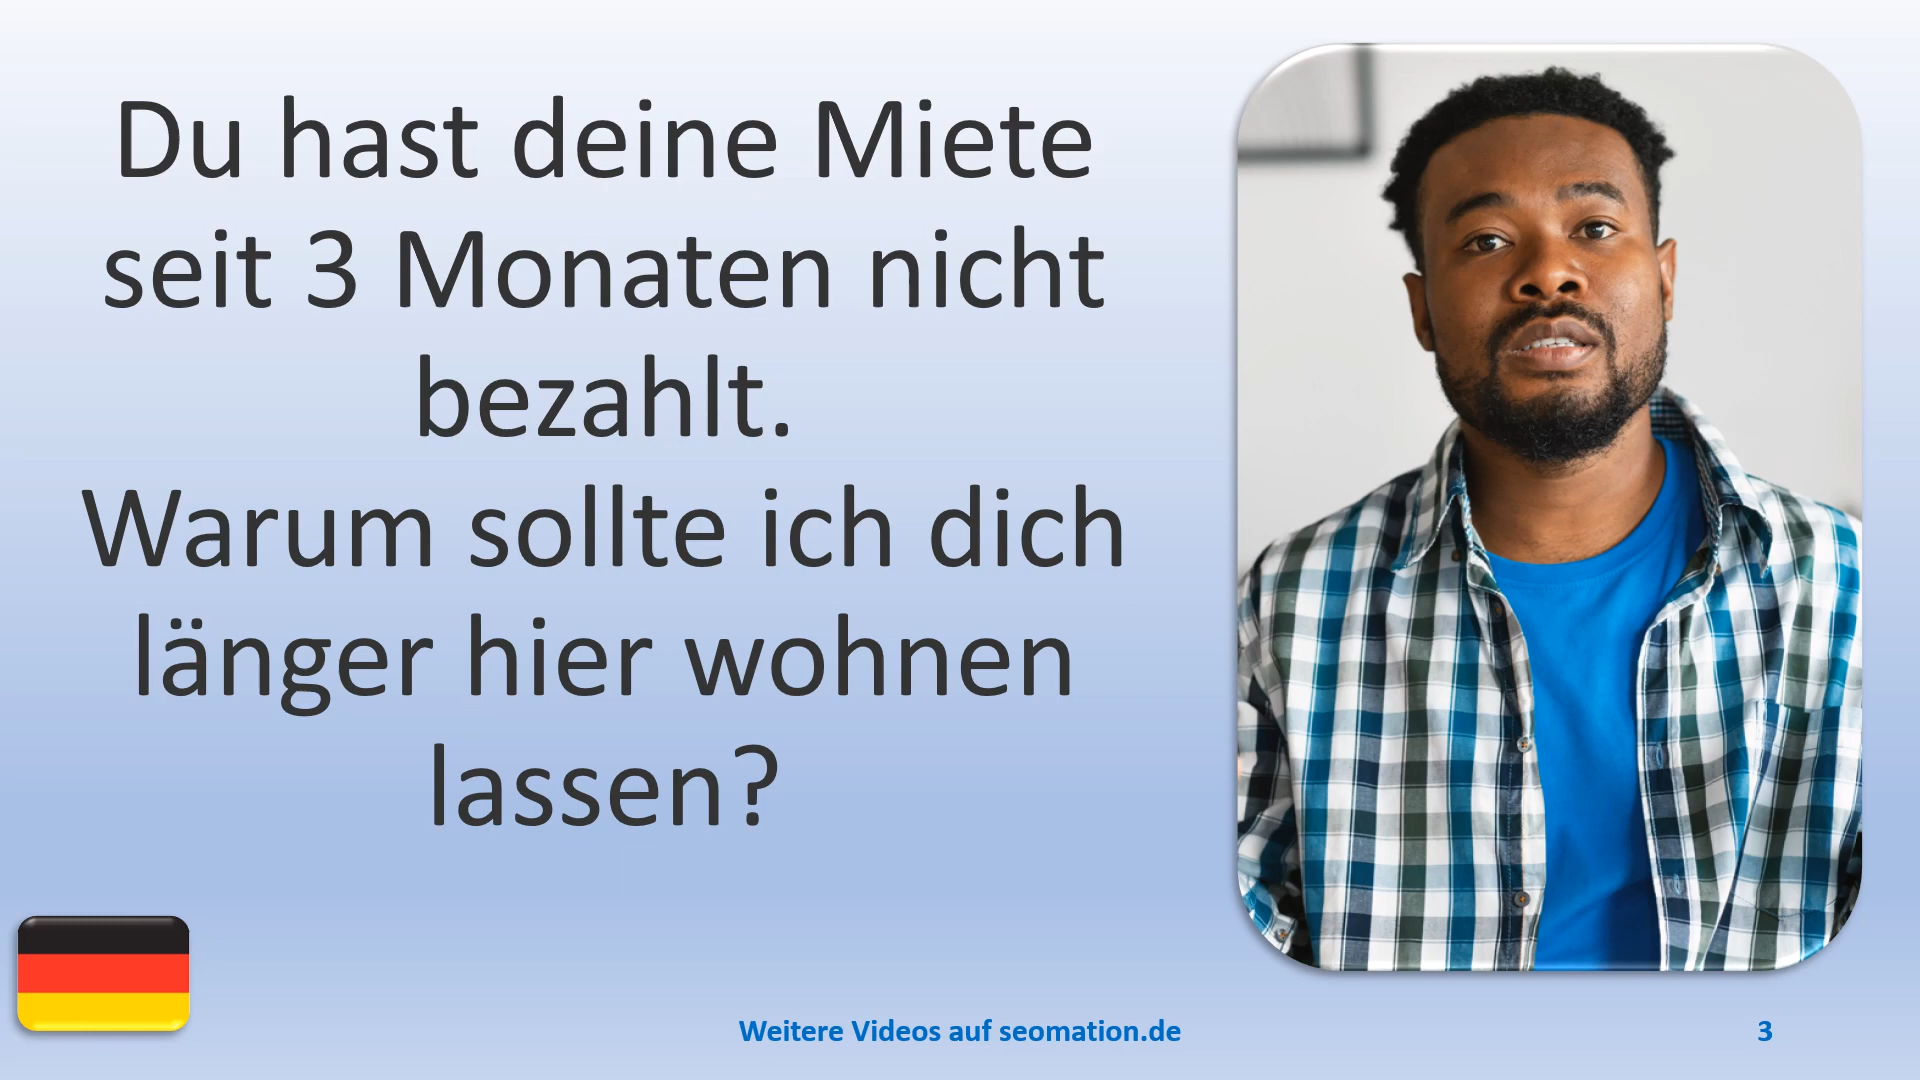 Du hast deine Miete
seit 3 Monaten nicht
bezahlt.
Warum sollte ich dich
länger hier wohnen
lassen?
Weitere Videos auf seomation.de
3